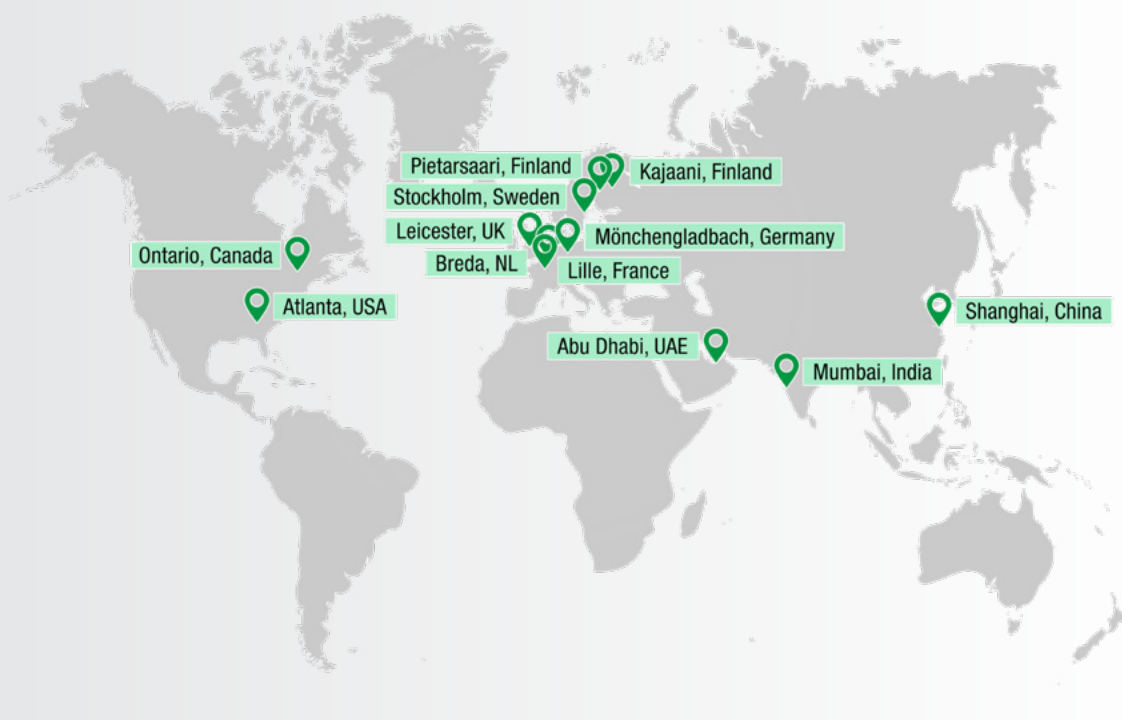 Pietarsaari, Finland
Kajaani, Finland
Stockholm, Sweden
Leicester, UK
Mönchengladbach, Germany
Breda, NL
Lille, France
Ontario, Canada
Atlanta, USA
Shanghai, China
Abu Dhabi, UAE
Mumbai, India